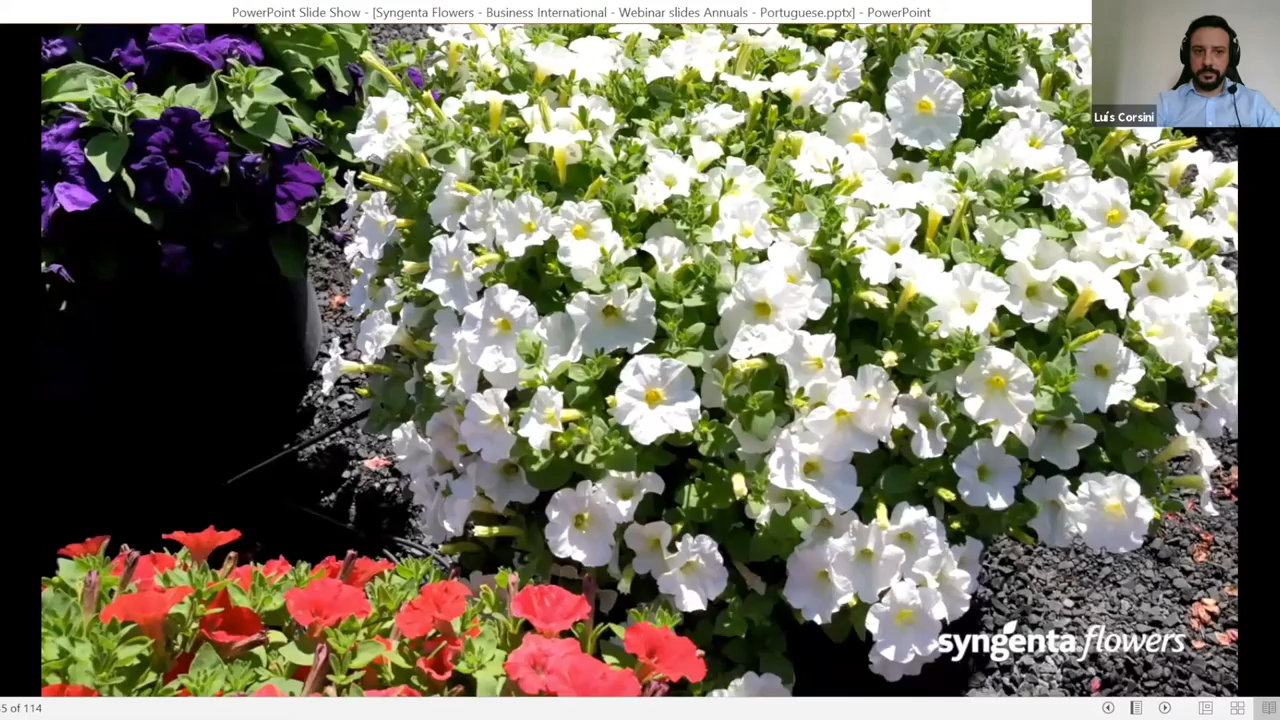 PowerPoint Slide Show - [Syngenta Flowers - Business International - Webinar slides Annuals - Portuguese.pptx] - PowerPoint
Luís Corsini
syngenta flowers
5 of 114